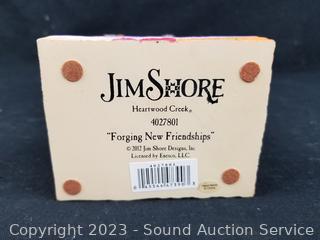 JIM SHORE
Heartwood Creek®
4027801
"Forging New Friendships"
© 2012 Jim Shore Designs, Inc.
Licensed by Enesco, LLC
4027801
Copyright 2023 - Sound Auction Service